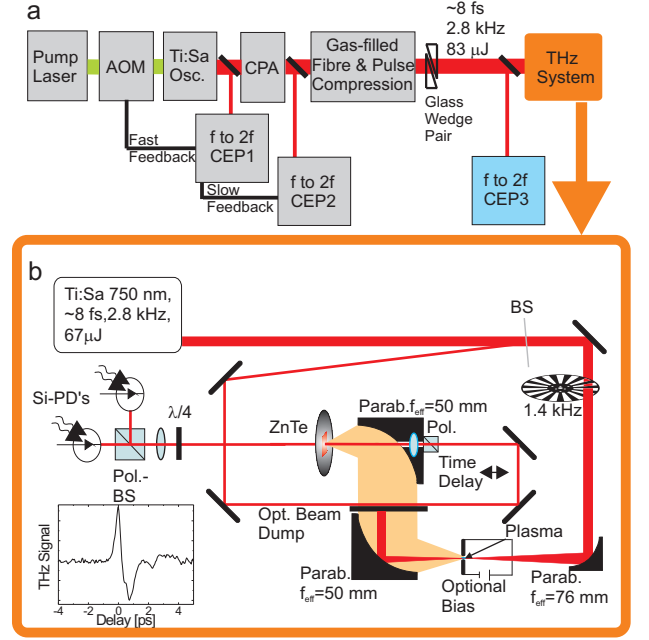 a
Pump
Laser
AOM
Ti:Sa
Osc.
CPA
Gas-filled
Fibre & Pulse
Compression
~8 fs
2.8 kHz
83 µJ
THz
System
Glass
Wedge
Pair
Fast
Feedback
f to 2f
CEP1
Slow
Feedback
f to 2f
CEP2
f to 2f
CEP3
b
Ti:Sa 750 nm,
~8 fs,2.8 kHz,
67µJ
BS
1.4 kHz
Si-PD's
λ/4
ZnTe
Parab.feff=50 mm
Pol.
Time
Delay
Pol.-
BS
Opt. Beam
Dump
Plasma
Parab.
feff=50 mm
Optional
Bias
Parab.
feff=76 mm
THz Signal
-4 -2 0 2 4
Delay [ps]